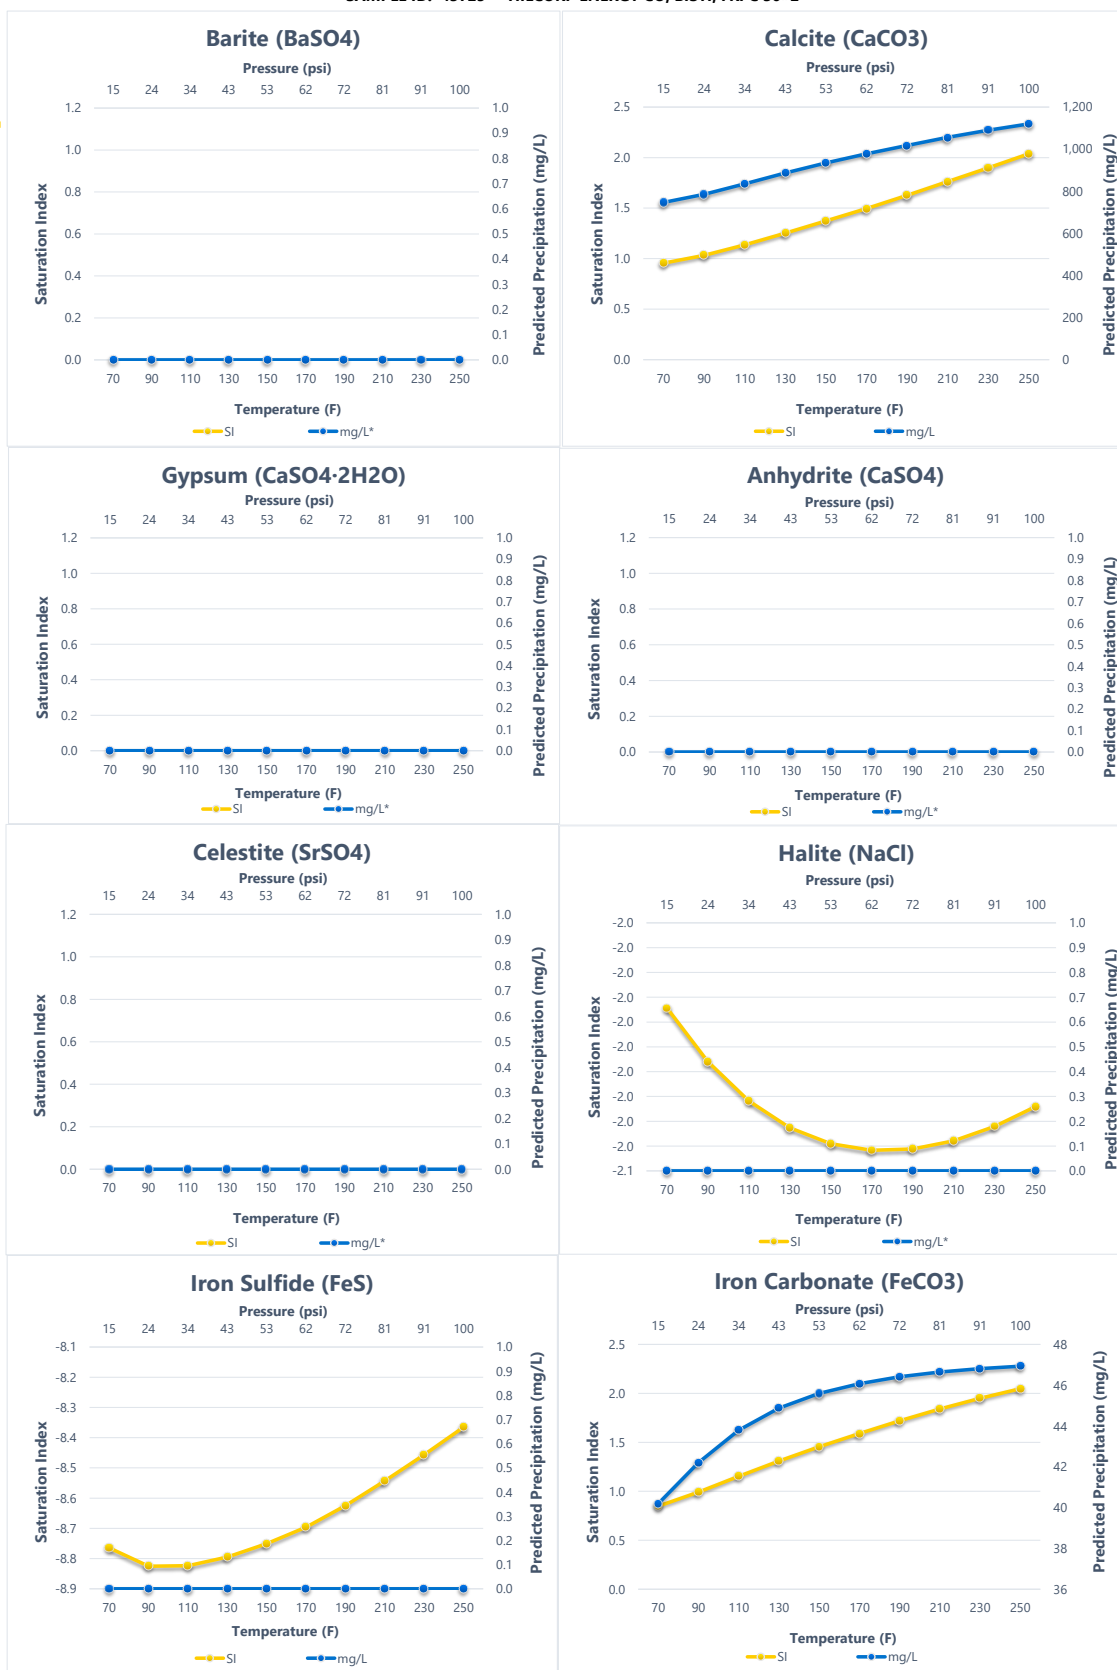 Barite (BaSO4)
Pressure (psi)
15 24 34 43 53 62 72 81 91 100
1.2 1.0
0.9
1.0 0.8
0.7
0.8
0.6
0.6 0.5
0.4
0.4
0.3
0.2 0.2
0.1
0.0 0.0
Saturation Index
Predicted Precipitation (mg/L)
70 90 110 130 150 170 190 210 230 250
Temperature (F)
SI mg/L*
Calcite (CaCO3)
Pressure (psi)
15 24 34 43 53 62 72 81 91 100
2.5 1,200
1,000
2.0
800
1.5
600
1.0
400
0.5
200
0.0 0
Saturation Index
Predicted Precipitation (mg/L)
70 90 110 130 150 170 190 210 230 250
Temperature (F)
SI mg/L
Gypsum (CaSO4·2H2O)
Pressure (psi)
15 24 34 43 53 62 72 81 91 100
1.2 1.0
0.9
1.0
0.8
0.8 0.7
0.6
0.6
0.5
0.4 0.4
0.3
0.2 0.2
0.1
0.0 0.0
Saturation Index
Predicted Precipitation (mg/L)
70 90 110 130 150 170 190 210 230 250
Temperature (F)
SI mg/L*
Anhydrite (CaSO4)
Pressure (psi)
15 24 34 43 53 62 72 81 91 100
1.2 1.0
0.9
1.0
0.8
0.8 0.7
0.6
0.6
0.5
0.4 0.4
0.3
0.2 0.2
0.1
0.0 0.0
Saturation Index
Predicted Precipitation (mg/L)
70 90 110 130 150 170 190 210 230 250
Temperature (F)
SI mg/L*
Celestite (SrSO4)
Pressure (psi)
15 24 34 43 53 62 72 81 91 100
1.2 1.0
0.9
1.0
0.8
0.8 0.7
0.6
0.6
0.5
0.4 0.4
0.3
0.2 0.2
0.1
0.0 0.0
Saturation Index
Predicted Precipitation (mg/L)
70 90 110 130 150 170 190 210 230 250
Temperature (F)
SI mg/L*
Halite (NaCl)
Pressure (psi)
15 24 34 43 53 62 72 81 91 100
-2.0 1.0
-2.0 0.9
-2.0 0.8
-2.0 0.7
-2.0 0.6
-2.0 0.5
-2.0 0.4
-2.0 0.3
-2.0 0.2
-2.0 0.1
-2.1 0.0
Saturation Index
Predicted Precipitation (mg/L)
70 90 110 130 150 170 190 210 230 250
Temperature (F)
SI mg/L*
Iron Sulfide (FeS)
Pressure (psi)
15 24 34 43 53 62 72 81 91 100
-8.1 1.0
0.9
-8.2
0.8
-8.3
0.7
-8.4
0.6
-8.5 0.5
0.4
-8.6
0.3
-8.7
0.2
-8.8
0.1
-8.9 0.0
Saturation Index
Predicted Precipitation (mg/L)
70 90 110 130 150 170 190 210 230 250
Temperature (F)
SI mg/L
Iron Carbonate (FeCO3)
Pressure (psi)
15 24 34 43 53 62 72 81 91 100
2.5 48
46
2.0
44
1.5
42
1.0
40
0.5
38
0.0 36
Saturation Index
Predicted Precipitation (mg/L)
70 90 110 130 150 170 190 210 230 250
Temperature (F)
SI mg/L